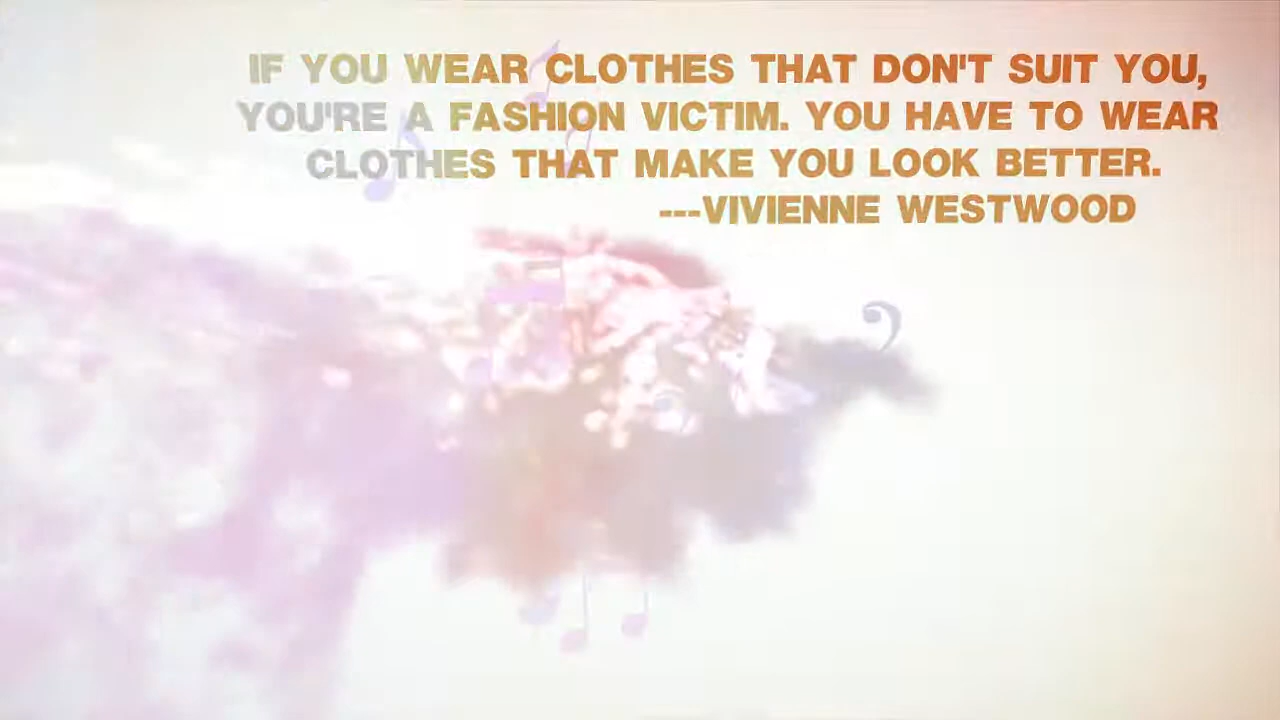 IF YOU WEAR CLOTHES THAT DON'T SUIT YOU,
YOU'RE A FASHION VICTIM. YOU HAVE TO WEAR
CLOTHES THAT MAKE YOU LOOK BETTER.
---VIVIENNE WESTWOOD